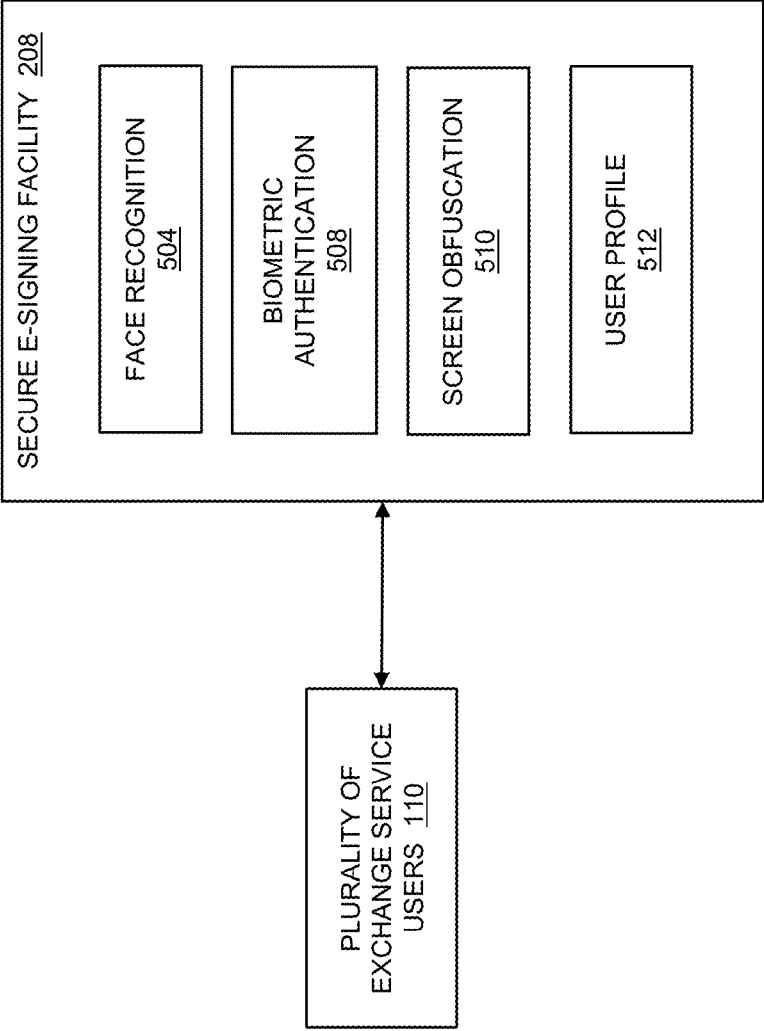 SECURE E-SIGNING FACILITY 208
FACE RECOGNITION
504
BIOMETRIC
AUTHENTICATION
508
SCREEN OBFUSCATION
510
USER PROFILE
512
PLURALITY OF
EXCHANGE SERVICE
USERS 110